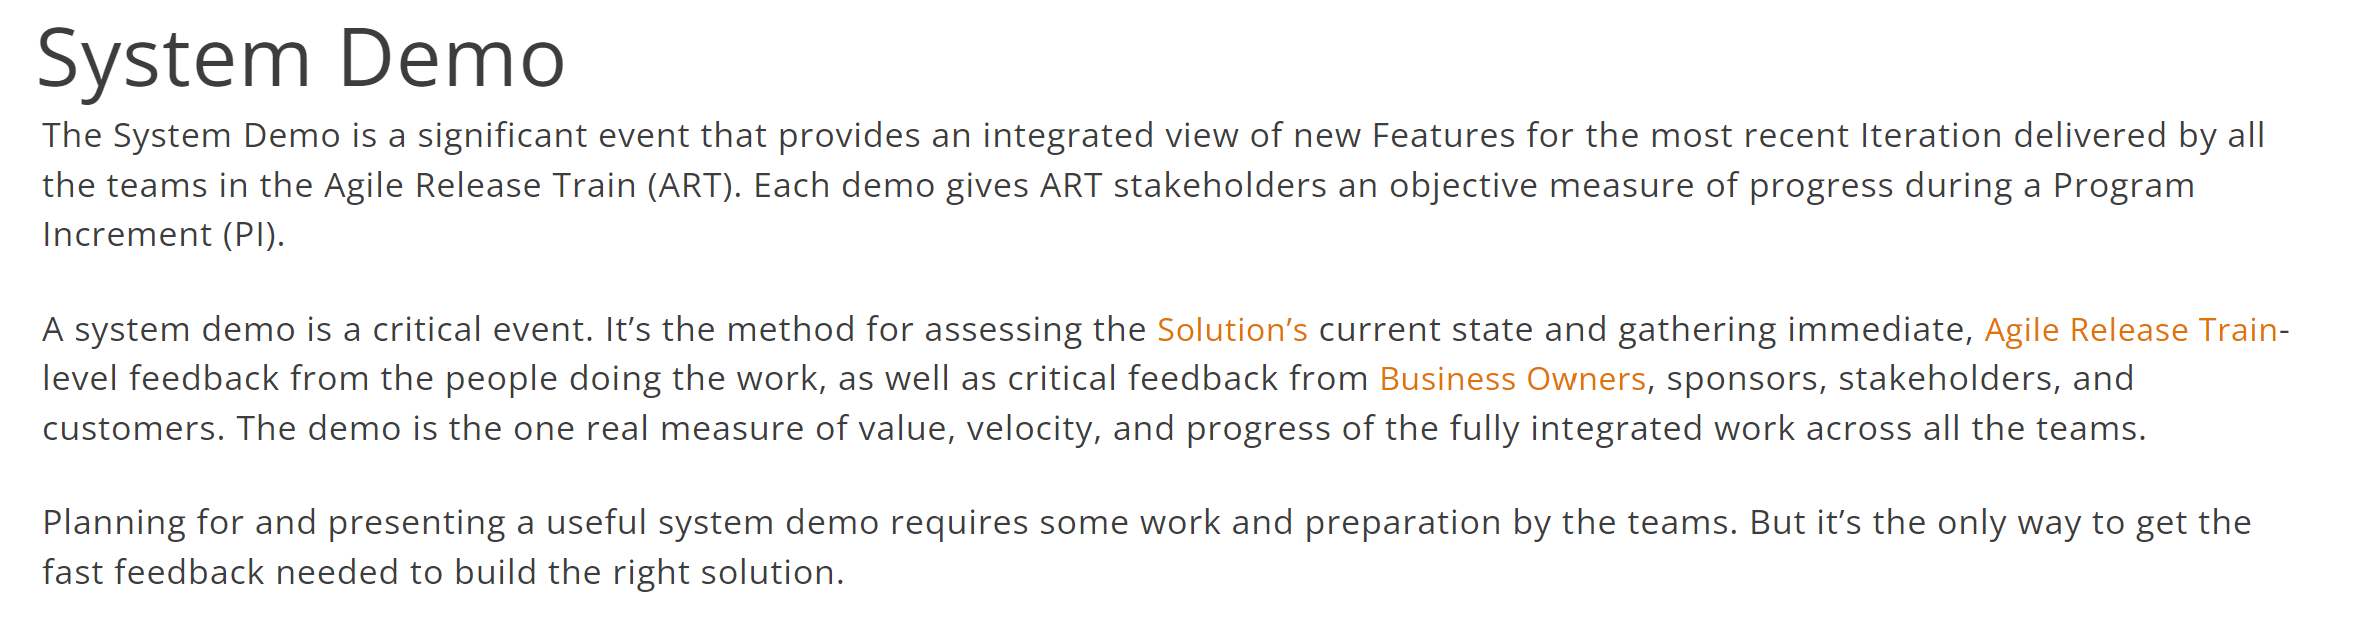 System Demo
The System Demo is a significant event that provides an integrated view of new Features for the most recent Iteration delivered by all
the teams in the Agile Release Train (ART). Each demo gives ART stakeholders an objective measure of progress during a Program
Increment (PI).
A system demo is a critical event. It’s the method for assessing the Solution’s current state and gathering immediate, Agile Release Train-
level feedback from the people doing the work, as well as critical feedback from Business Owners, sponsors, stakeholders, and
customers. The demo is the one real measure of value, velocity, and progress of the fully integrated work across all the teams.
Planning for and presenting a useful system demo requires some work and preparation by the teams. But it’s the only way to get the
fast feedback needed to build the right solution.